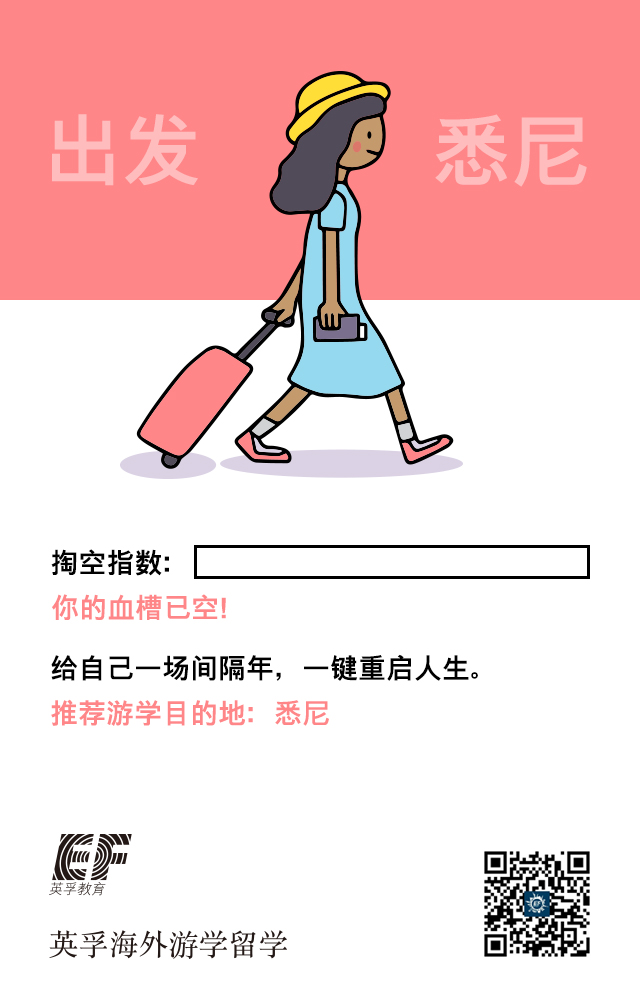 出发 悉尼
掏空指数:
你的血槽已空!
给自己一场间隔年，一键重启人生。
推荐游学目的地：悉尼
EF
英孚教育
英孚海外游学留学